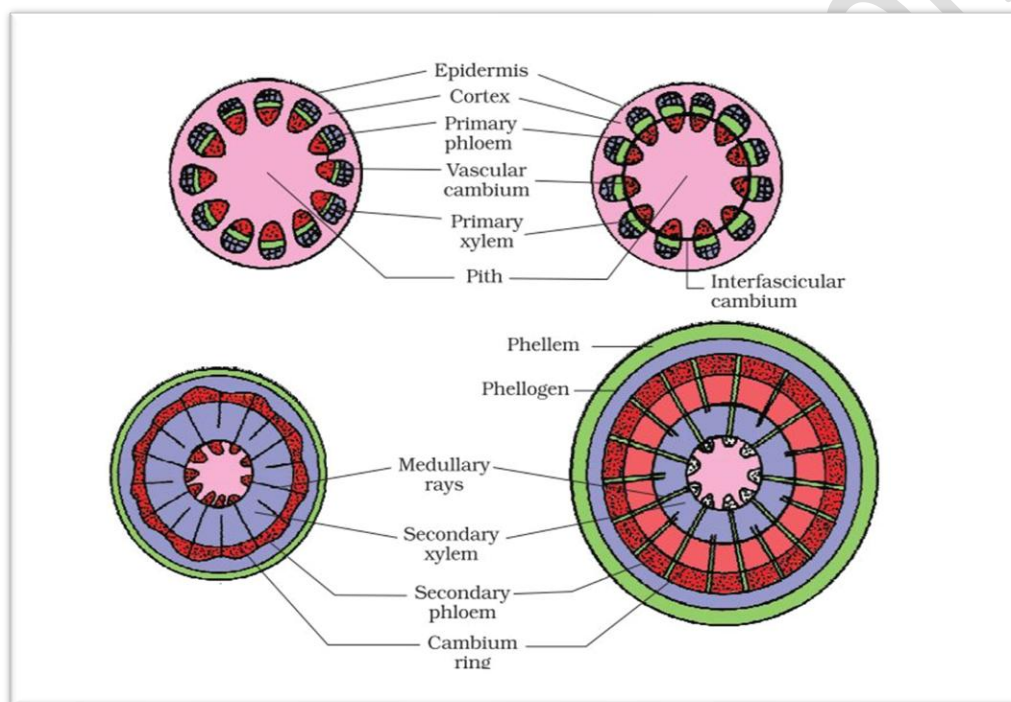 Epidermis
Cortex
Primary
phloem
Vascular
cambium
Primary
xylem
Pith
Interfascicular
cambium
Phellem
Phellogen
Medullary
rays
Secondary
xylem
Secondary
phloem
Cambium
ring